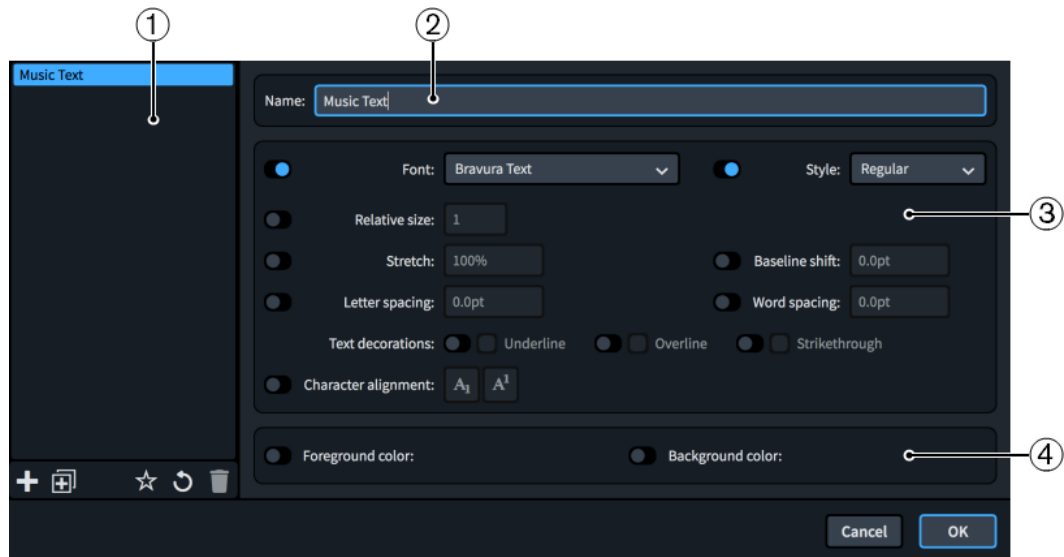 1
2
Music Text
Name: Music Text
Font: Bravura Text Style: Regular
3
Relative size: 1
Stretch: 100% Baseline shift: 0.0pt
Letter spacing: 0.0pt Word spacing: 0.0pt
Text decorations: Underline Overline Strikethrough
Character alignment: A1 A1
Foreground color: Background color:
4
Cancel OK